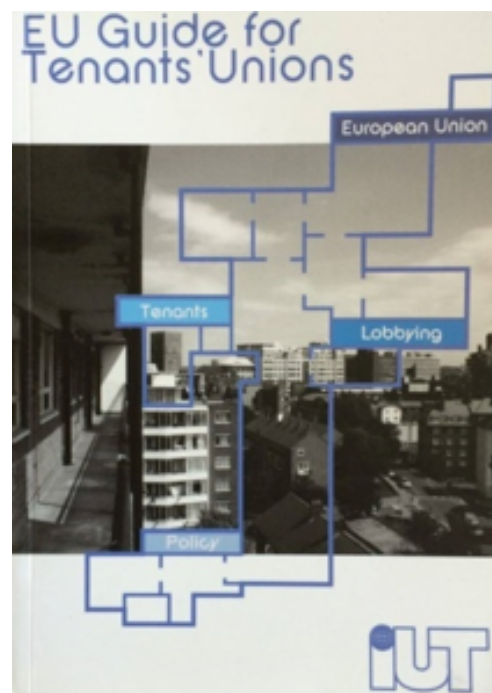 EU Guide for
Tenants' Unions
European Union
Tenants
Lobbying
Policy
iUT